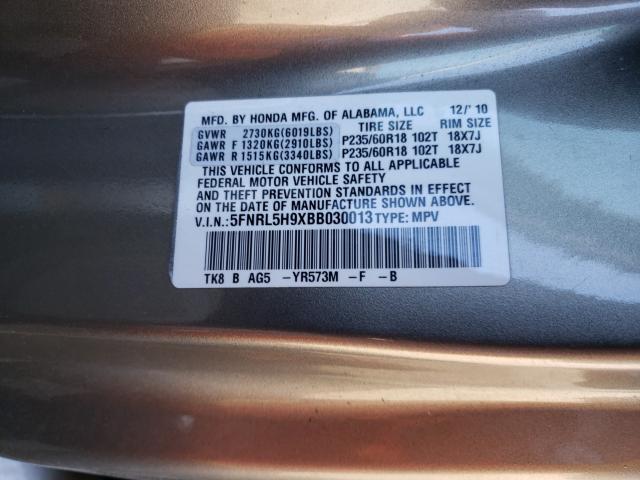 MFD. BY HONDA MFG. OF ALABAMA, LLC 12/'10
GVWR 2730KG(6019LBS) TIRE SIZE RIM SIZE
GAWR F 1320KG(2910LBS) P235/60R18 102T 18X7J
GAWR R 1515KG(3340LBS) P235/60R18 102T 18X7J
THIS VEHICLE CONFORMS TO ALL APPLICABLE
FEDERAL MOTOR VEHICLE SAFETY
AND THEFT PREVENTION STANDARDS IN EFFECT
ON THE DATE OF MANUFACTURE SHOWN ABOVE.
V.I.N.: 5FNRL5H9XBB030013 TYPE: MPV
TK8 B AG5 -YR573M -F -B